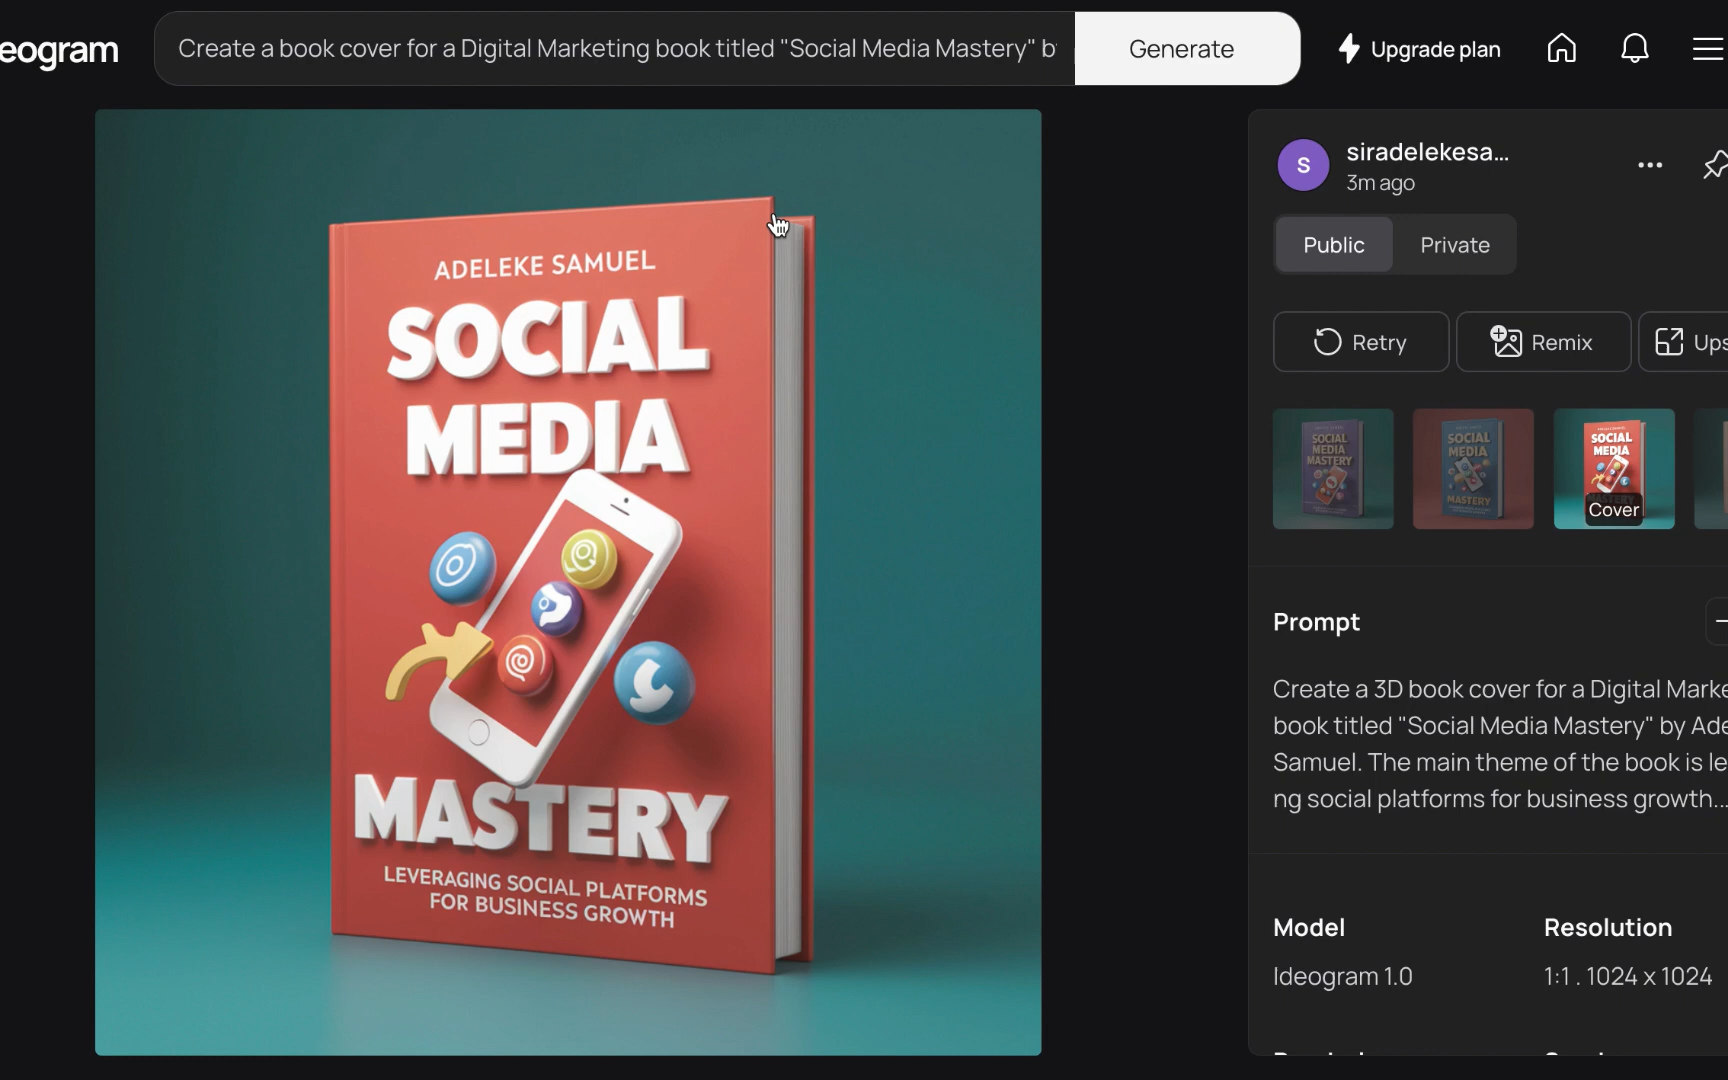 eogram
Create a book cover for a Digital Marketing book titled "Social Media Mastery" b
Generate
Upgrade plan
ADELEKE SAMUEL
SOCIAL
MEDIA
MASTERY
LEVERAGING SOCIAL PLATFORMS
FOR BUSINESS GROWTH
S
siradelekesa...
3m ago
Public
Private
Retry
Remix
Ups
SOCIAL
MEDIA
MASTERY
SOCIAL
MEDIA
MASTERY
SOCIAL
MEDIA
Cover
Prompt
Create a 3D book cover for a Digital Marke
book titled "Social Media Mastery" by Ade
Samuel. The main theme of the book is le
ng social platforms for business growth...
Model
Resolution
Ideogram 1.0
1:1 . 1024 x 1024